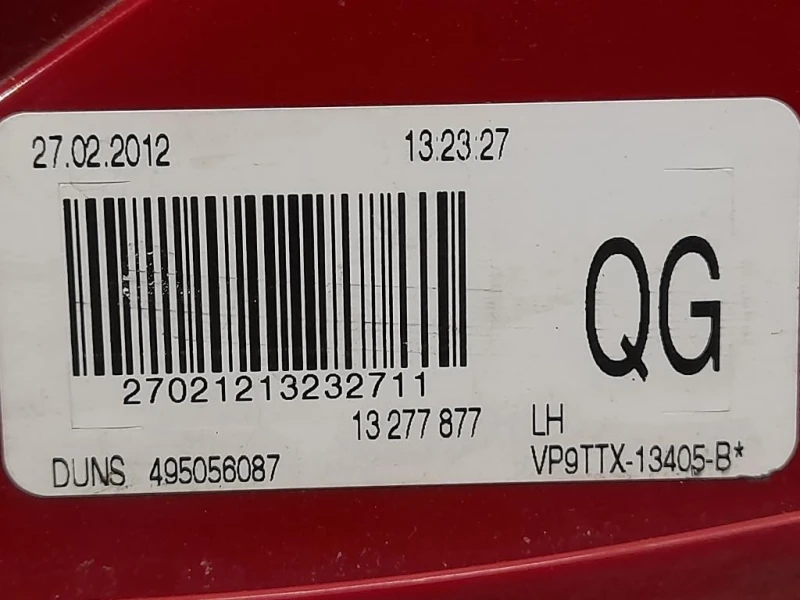 27.02.2012 13:23:27
QG
27021213232711
13 277 877 LH
DUNS 495056087 VP9TTX-13405-B*